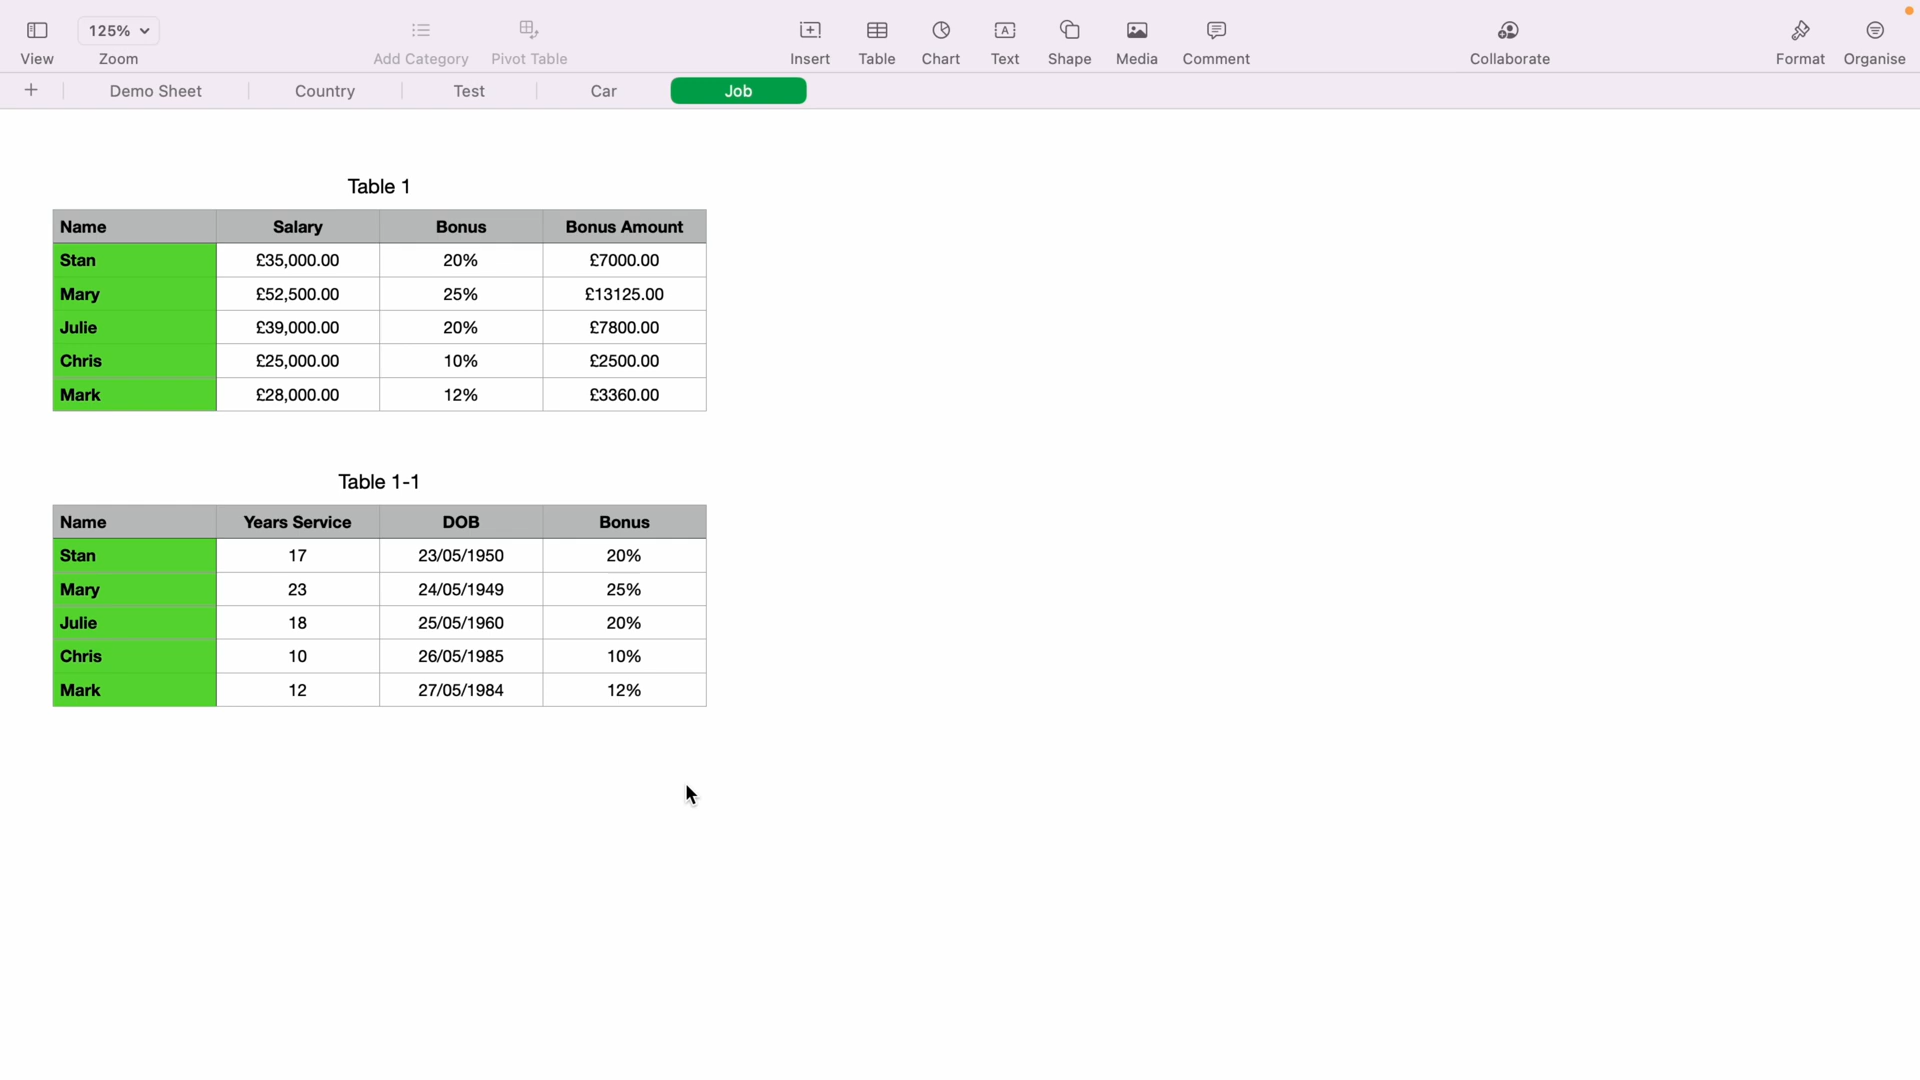 125%
View Zoom Add Category Pivot Table Insert Table Chart Text Shape Media Comment Collaborate Format Organise
+ Demo Sheet Country Test Car Job
Table 1
Name Salary Bonus Bonus Amount
Stan £35,000.00 20% £7000.00
Mary £52,500.00 25% £13125.00
Julie £39,000.00 20% £7800.00
Chris £25,000.00 10% £2500.00
Mark £28,000.00 12% £3360.00
Table 1-1
Name Years Service DOB Bonus
Stan 17 23/05/1950 20%
Mary 23 24/05/1949 25%
Julie 18 25/05/1960 20%
Chris 10 26/05/1985 10%
Mark 12 27/05/1984 12%